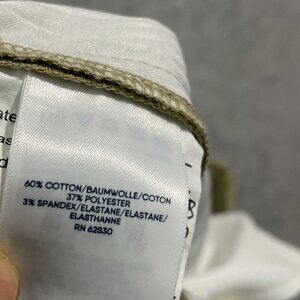 60% COTTON/BAUMWOLLE/COTON
37% POLYESTER
3% SPANDEX/ELASTANE/ELASTANE/
ELASTHANNE
RN 62830